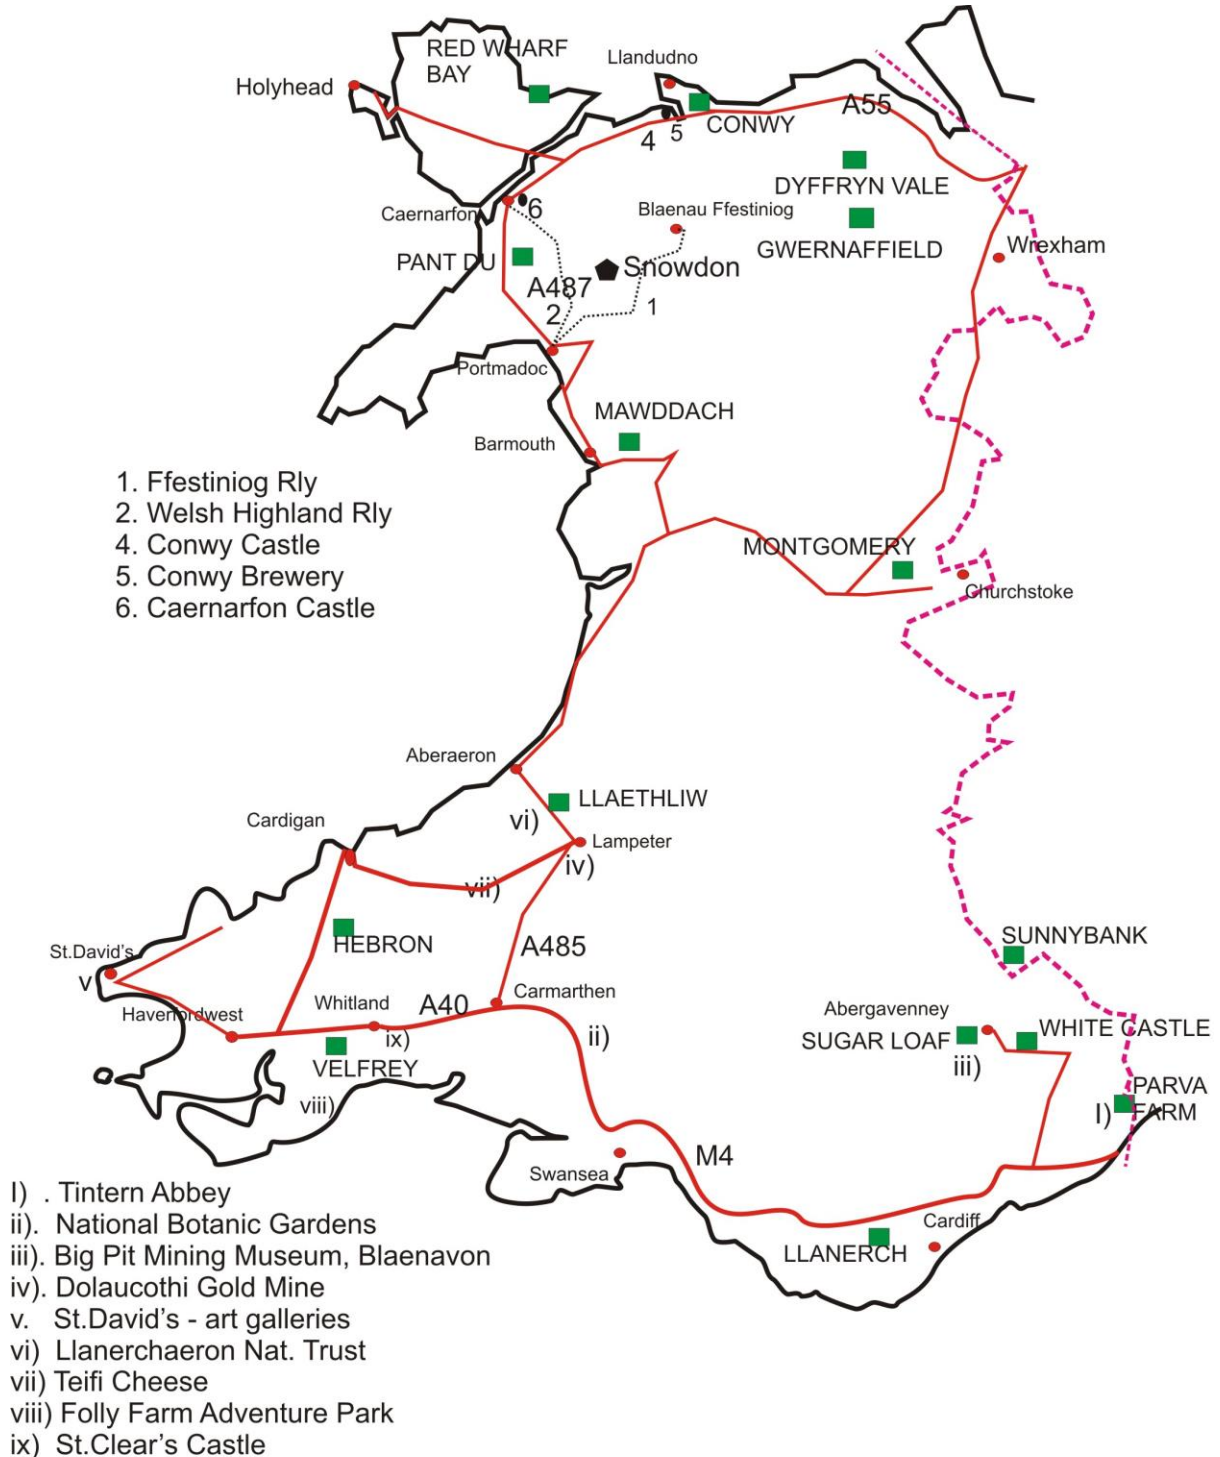 RED WHARF
BAY
Llandudno
Holyhead
A55
CONWY
4
5
DYFFRYN VALE
Caernarfon
6
Blaenau Ffestiniog
GWERNAFFIELD
Wrexham
PANT DU
Snowdon
A487
2
1
Portmadoc
MAWDDACH
Barmouth
1. Ffestiniog Rly
2. Welsh Highland Rly
4. Conwy Castle
5. Conwy Brewery
6. Caernarfon Castle
MONTGOMERY
Churchstoke
Aberaeron
LLAETHLIW
vi)
Cardigan
Lampeter
iv)
vii)
HEBRON
A485
SUNNYBANK
St.David's
v
Carmarthen
Whitland
A40
Haverfordwest
ix)
ii)
Abergavenney
SUGAR LOAF
WHITE CASTLE
iii)
VELFREY
viii)
PARVA
FARM
I)
M4
Swansea
Cardiff
LLANERCH
I) . Tintern Abbey
ii). National Botanic Gardens
iii). Big Pit Mining Museum, Blaenavon
iv). Dolaucothi Gold Mine
v. St.David's - art galleries
vi) Llanerchaeron Nat. Trust
vii) Teifi Cheese
viii) Folly Farm Adventure Park
ix) St.Clear's Castle